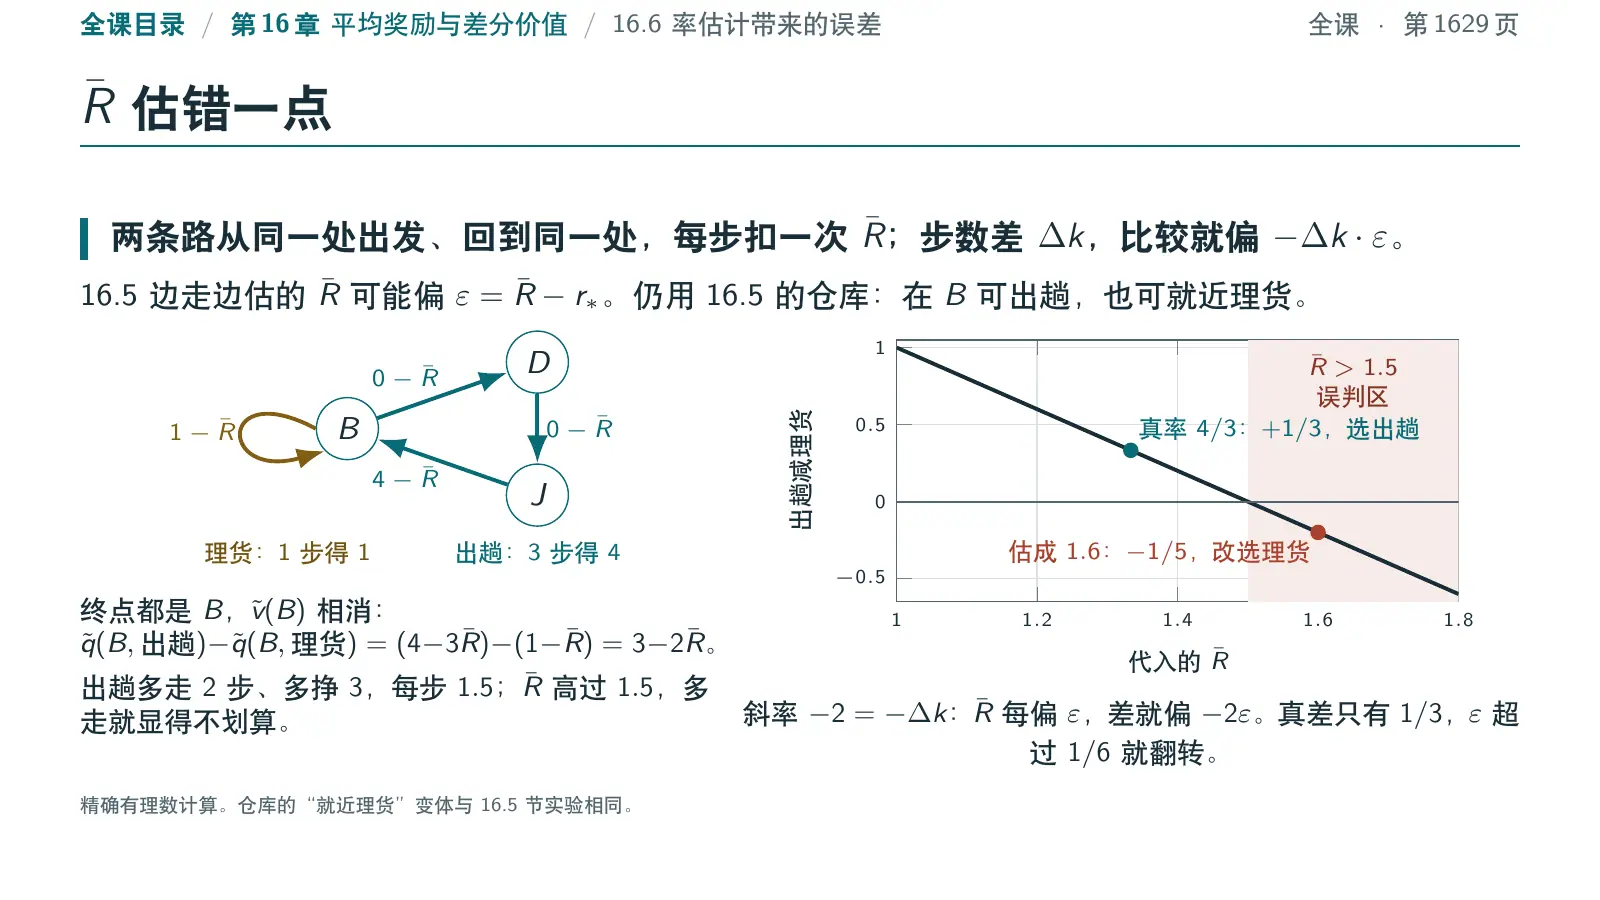 全课目录 / 第 16 章 平均奖励与差分价值 / 16.6 率估计带来的误差
全课 · 第 1629 页
R̄ 估错一点
两条路从同一处出发、回到同一处，每步扣一次 R̄；步数差 Δk，比较就偏 −Δk · ε。
16.5 边走边估的 R̄ 可能偏 ε = R̄ − r∗。仍用 16.5 的仓库：在 B 可出趟，也可就近理货。
D
0 − R̄
B
1 − R̄
0 − R̄
4 − R̄
J
理货：1 步得 1
出趟：3 步得 4
终点都是 B，ṽ(B) 相消：
q̃(B, 出趟)−q̃(B, 理货) = (4−3R̄)−(1−R̄) = 3−2R̄。
出趟多走 2 步、多挣 3，每步 1.5；R̄ 高过 1.5，多
走就显得不划算。
出趟减理货
1
0.5
0
−0.5
R̄ > 1.5
误判区
真率 4/3：+1/3，选出趟
估成 1.6：−1/5，改选理货
1
1.2
1.4
1.6
1.8
代入的 R̄
斜率 −2 = −Δk：R̄ 每偏 ε，差就偏 −2ε。真差只有 1/3，ε 超
过 1/6 就翻转。
精确有理数计算。仓库的“就近理货”变体与 16.5 节实验相同。